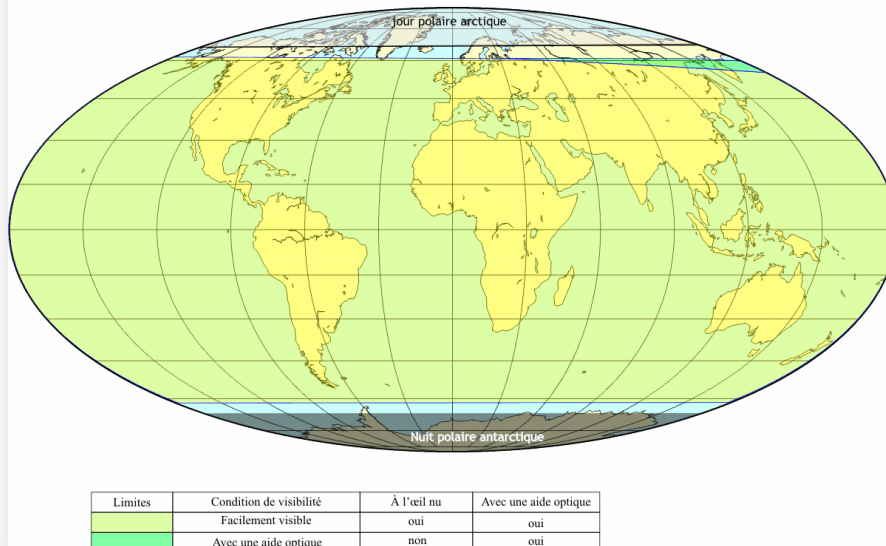 jour polaire arctique
Nuit polaire antarctique
Limites Condition de visibilité À l’œil nu Avec une aide optique
Facilement visible oui oui
Avec une aide optique non oui